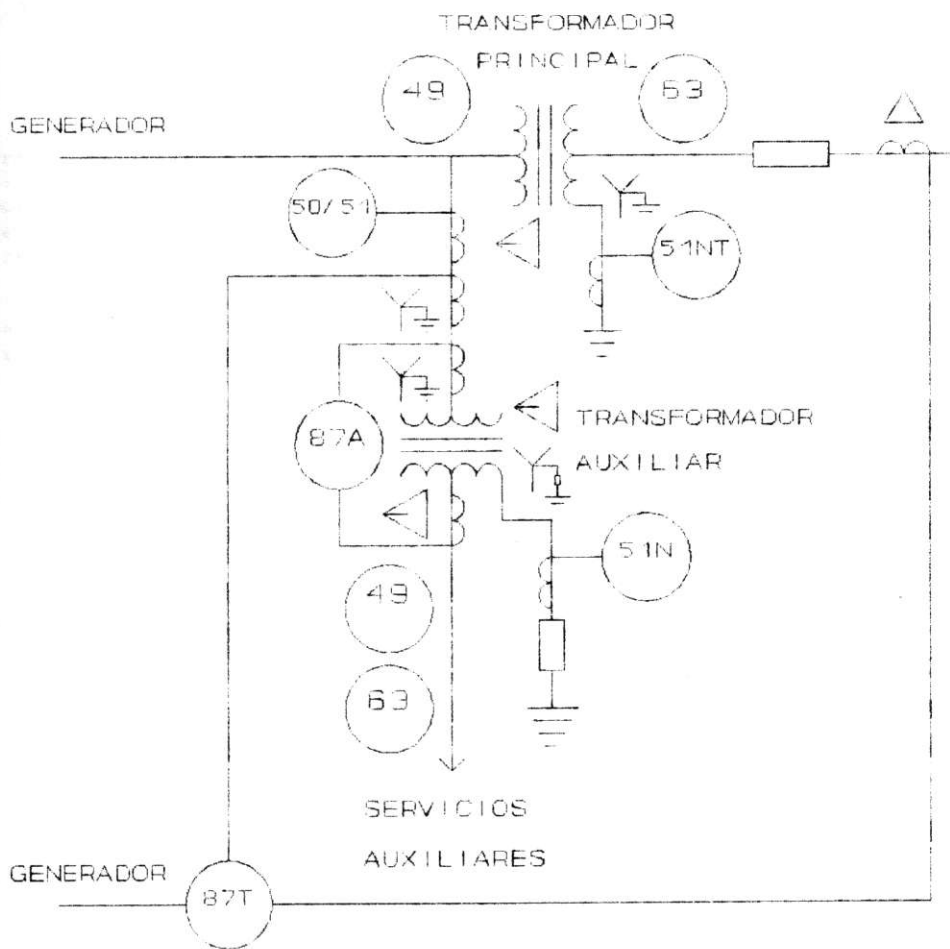 TRANSFORMADOR
PRINCIPAL
49
63
GENERADOR
50/51
51NT
87A
TRANSFORMADOR
AUXILIAR
51N
49
63
SERVICIOS
AUXILIARES
GENERADOR
87T